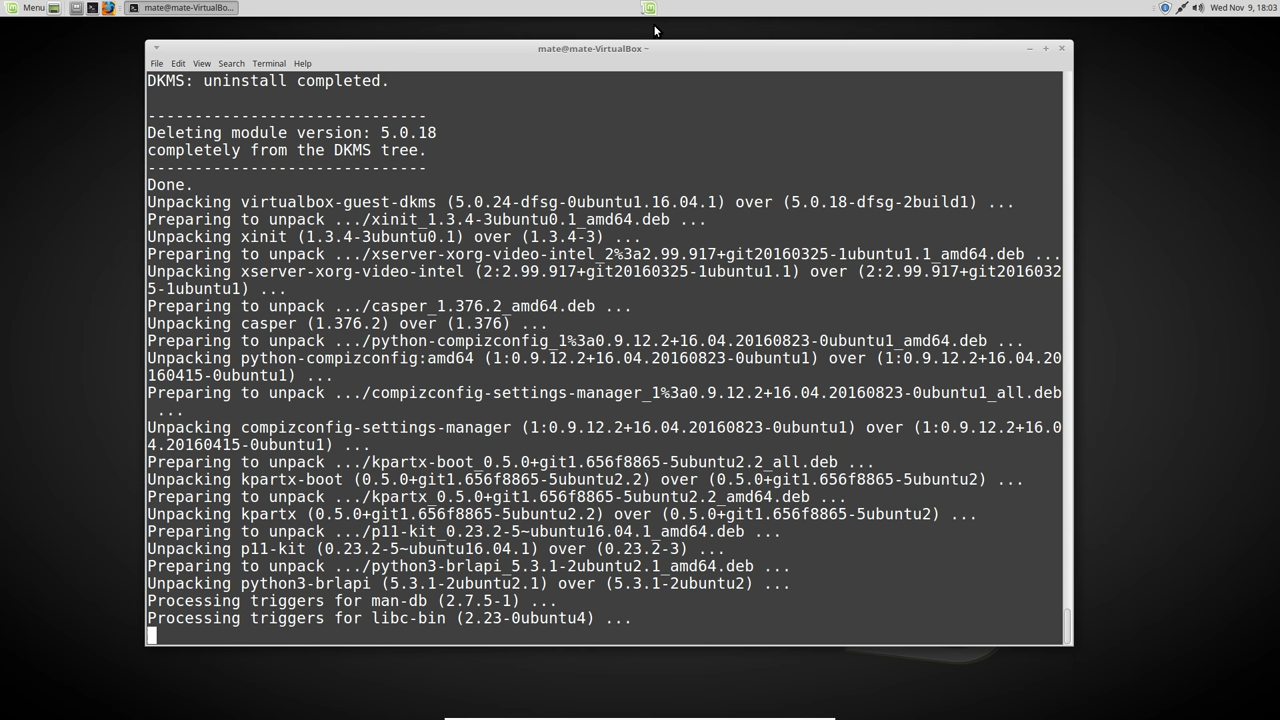 Menu
mate@mate-VirtualBo...
Wed Nov 9, 18:03
mate@mate-VirtualBox ~
File Edit View Search Terminal Help
DKMS: uninstall completed.
------------------------------
Deleting module version: 5.0.18
completely from the DKMS tree.
------------------------------
Done.
Unpacking virtualbox-guest-dkms (5.0.24-dfsg-0ubuntu1.16.04.1) over (5.0.18-dfsg-2build1) ...
Preparing to unpack .../xinit_1.3.4-3ubuntu0.1_amd64.deb ...
Unpacking xinit (1.3.4-3ubuntu0.1) over (1.3.4-3) ...
Preparing to unpack .../xserver-xorg-video-intel_2%3a2.99.917+git20160325-1ubuntu1.1_amd64.deb ...
Unpacking xserver-xorg-video-intel (2:2.99.917+git20160325-1ubuntu1.1) over (2:2.99.917+git2016032
5-1ubuntu1) ...
Preparing to unpack .../casper_1.376.2_amd64.deb ...
Unpacking casper (1.376.2) over (1.376) ...
Preparing to unpack .../python-compizconfig_1%3a0.9.12.2+16.04.20160823-0ubuntu1_amd64.deb ...
Unpacking python-compizconfig:amd64 (1:0.9.12.2+16.04.20160823-0ubuntu1) over (1:0.9.12.2+16.04.20
160415-0ubuntu1) ...
Preparing to unpack .../compizconfig-settings-manager_1%3a0.9.12.2+16.04.20160823-0ubuntu1_all.deb
...
Unpacking compizconfig-settings-manager (1:0.9.12.2+16.04.20160823-0ubuntu1) over (1:0.9.12.2+16.0
4.20160415-0ubuntu1) ...
Preparing to unpack .../kpartx-boot_0.5.0+git1.656f8865-5ubuntu2.2_all.deb ...
Unpacking kpartx-boot (0.5.0+git1.656f8865-5ubuntu2.2) over (0.5.0+git1.656f8865-5ubuntu2) ...
Preparing to unpack .../kpartx_0.5.0+git1.656f8865-5ubuntu2.2_amd64.deb ...
Unpacking kpartx (0.5.0+git1.656f8865-5ubuntu2.2) over (0.5.0+git1.656f8865-5ubuntu2) ...
Preparing to unpack .../p11-kit_0.23.2-5~ubuntu16.04.1_amd64.deb ...
Unpacking p11-kit (0.23.2-5~ubuntu16.04.1) over (0.23.2-3) ...
Preparing to unpack .../python3-brlapi_5.3.1-2ubuntu2.1_amd64.deb ...
Unpacking python3-brlapi (5.3.1-2ubuntu2.1) over (5.3.1-2ubuntu2) ...
Processing triggers for man-db (2.7.5-1) ...
Processing triggers for libc-bin (2.23-0ubuntu4) ...